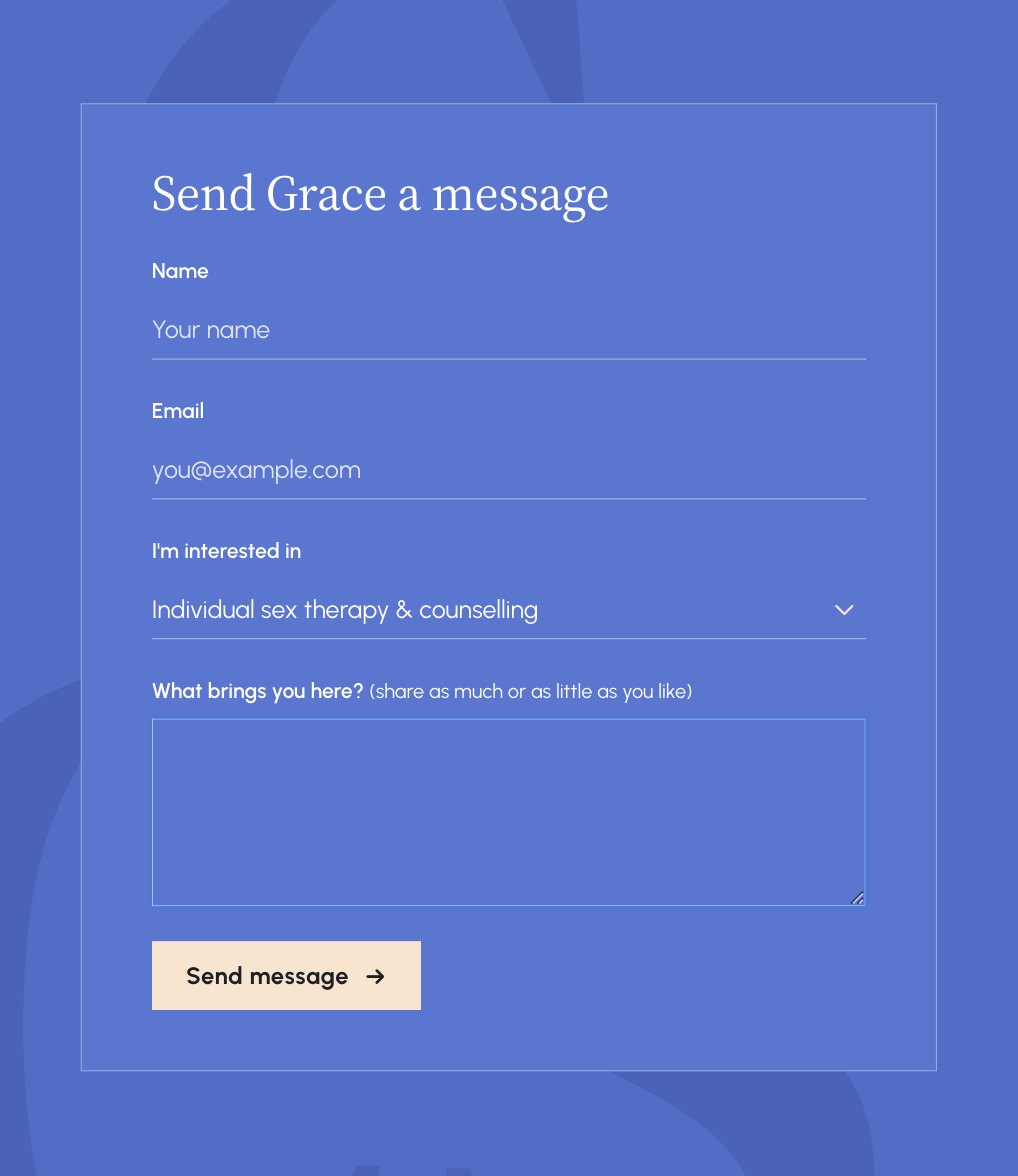 Send Grace a message
Name
Your name
Email
you@example.com
I'm interested in
Individual sex therapy & counselling
What brings you here? (share as much or as little as you like)
Send message →